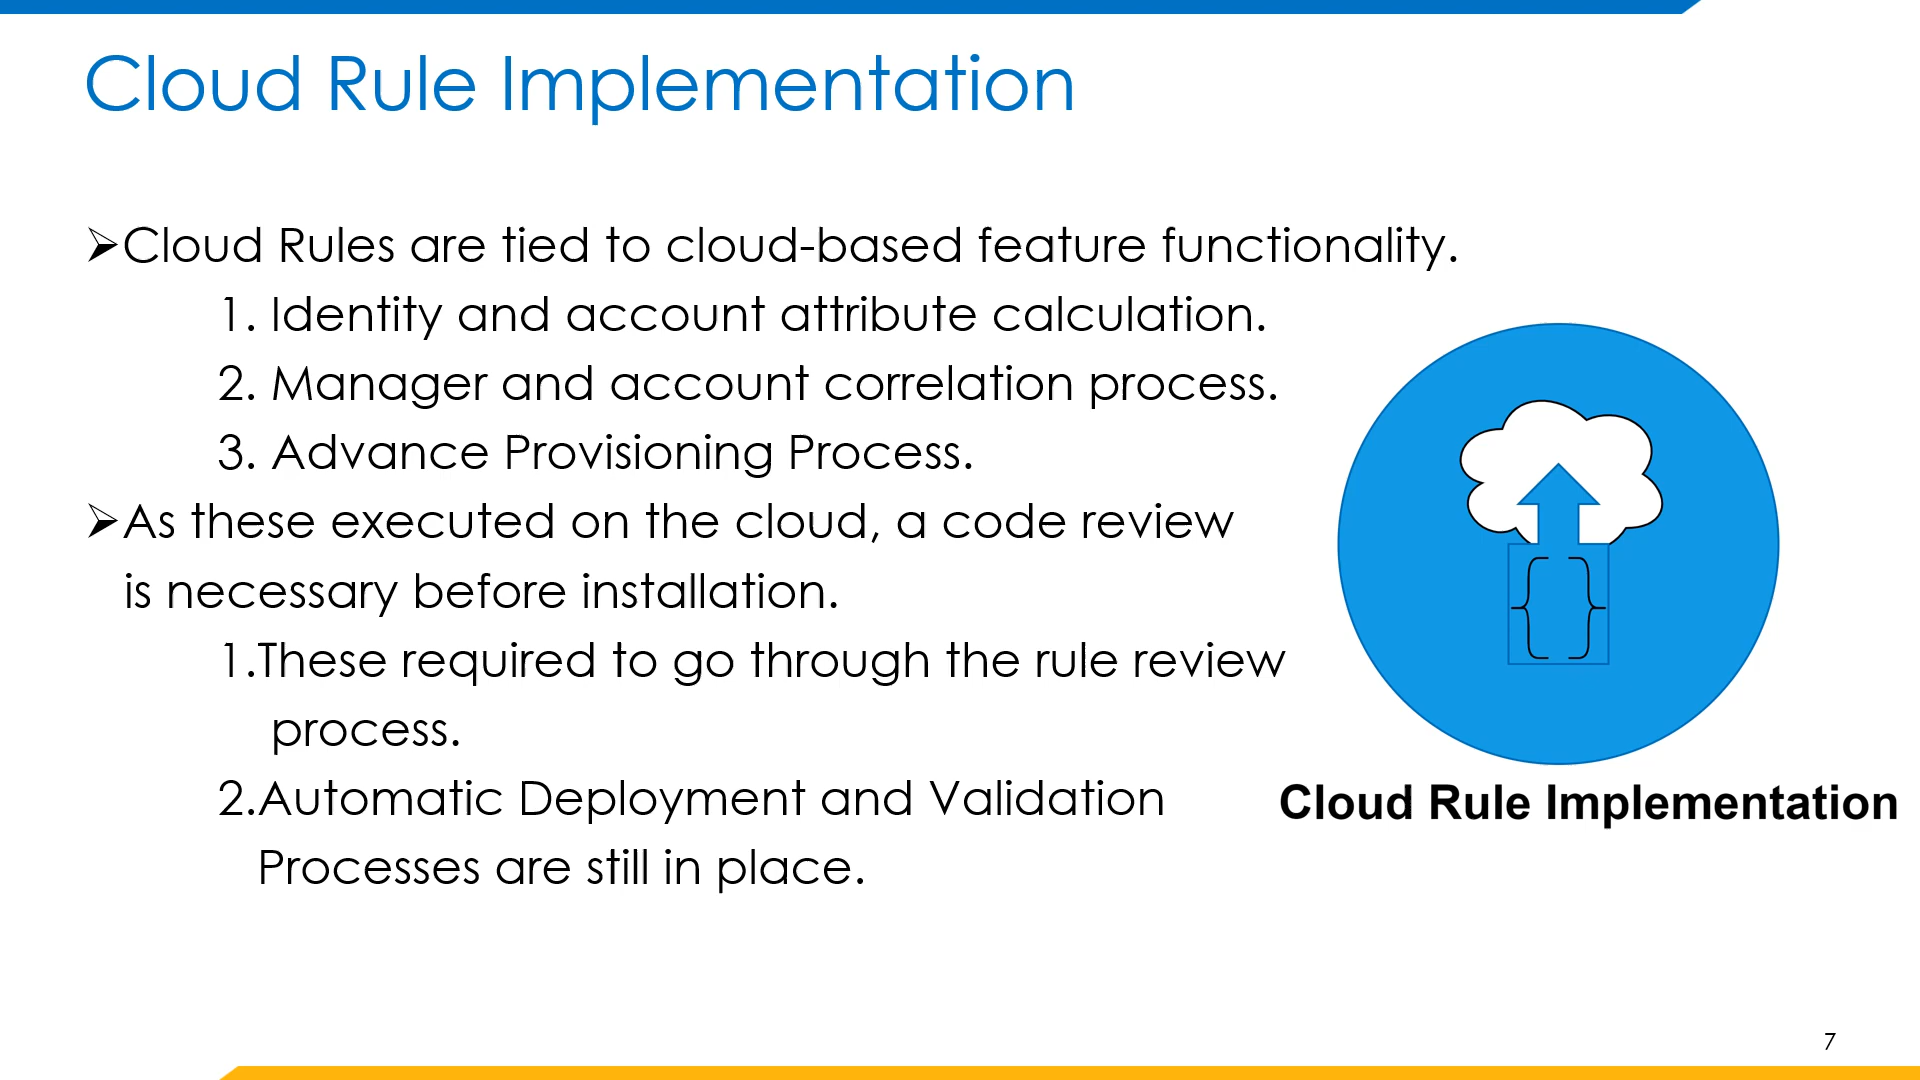 Cloud Rule Implementation
➢Cloud Rules are tied to cloud-based feature functionality.
1. Identity and account attribute calculation.
2. Manager and account correlation process.
3. Advance Provisioning Process.
➢As these executed on the cloud, a code review
is necessary before installation.
1.These required to go through the rule review
process.
2.Automatic Deployment and Validation
Processes are still in place.
{ }
Cloud Rule Implementation
7